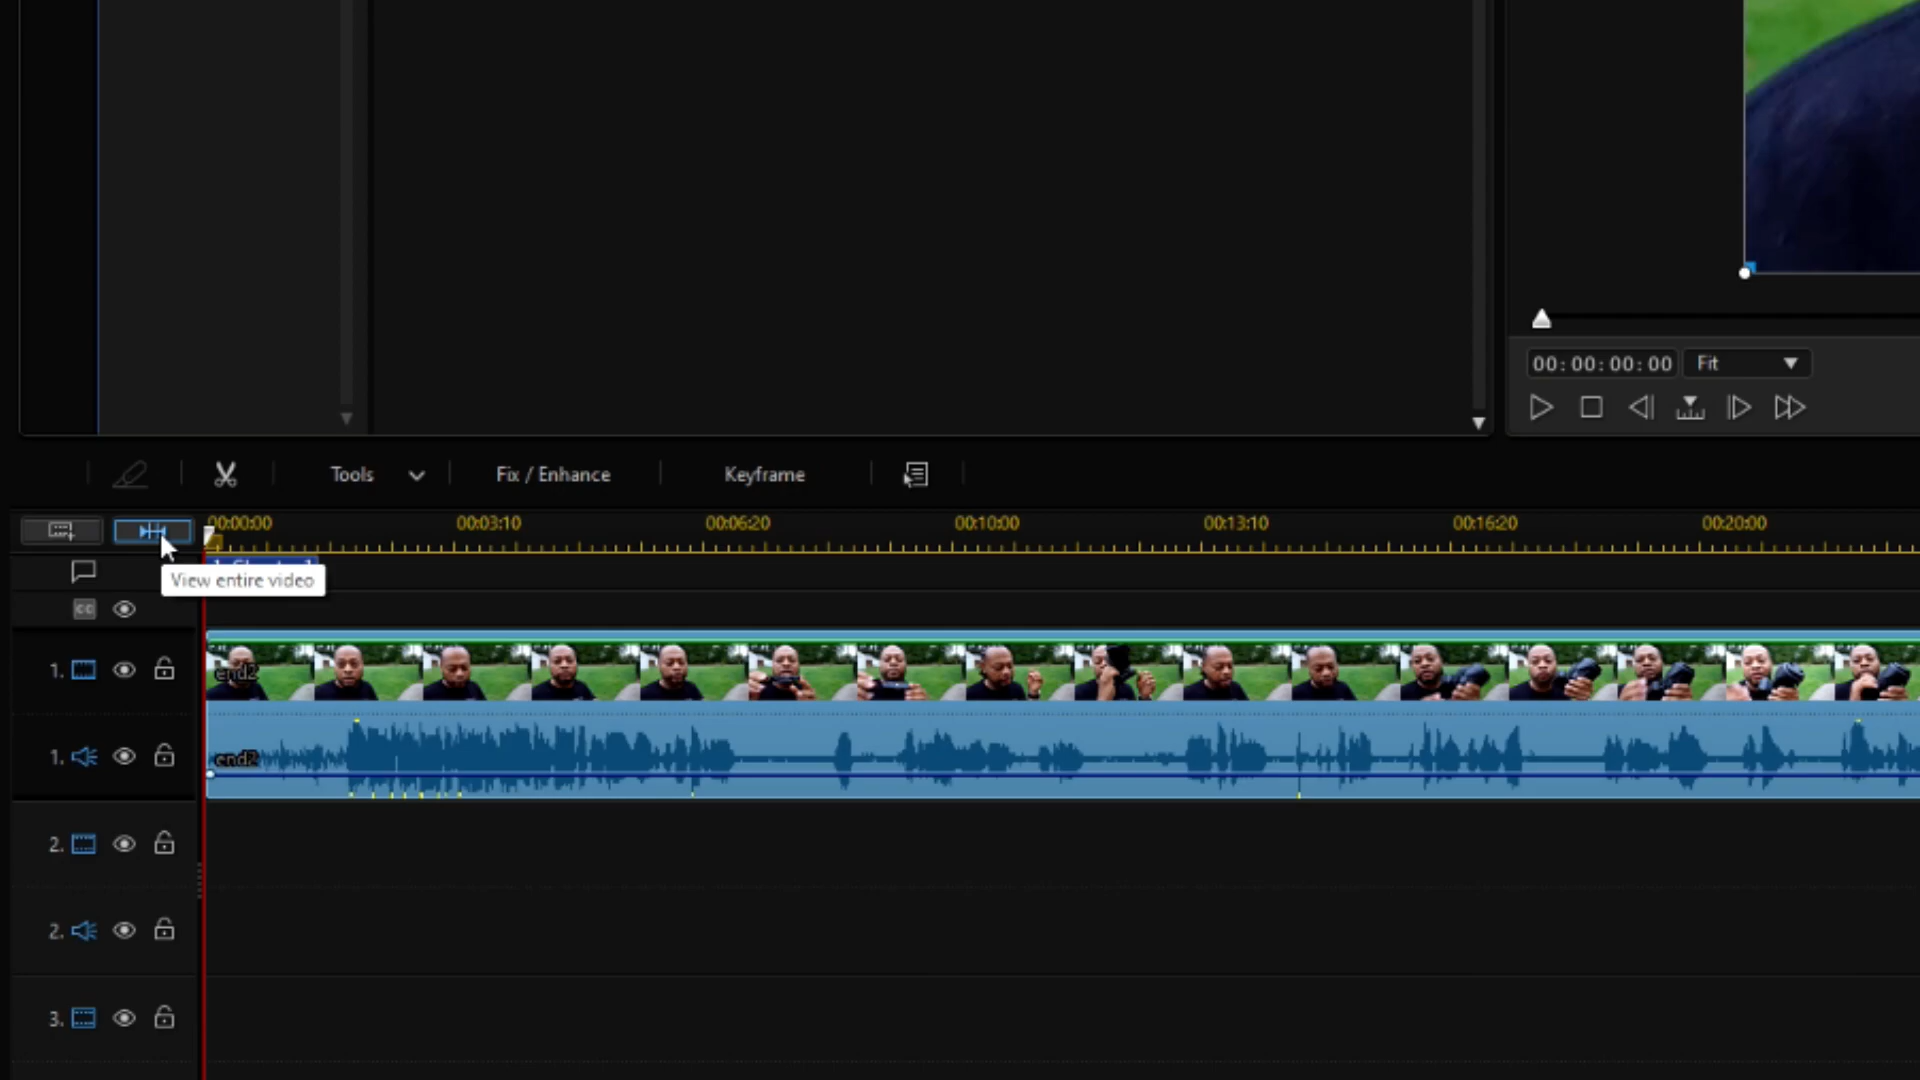 00:00:00:00 Fit
Tools Fix / Enhance Keyframe
00:00:00 00:03:10 00:06:20 00:10:00 00:13:10 00:16:20 00:20:00
View entire video
CC
1. end2
1. end2
2.
2.
3.